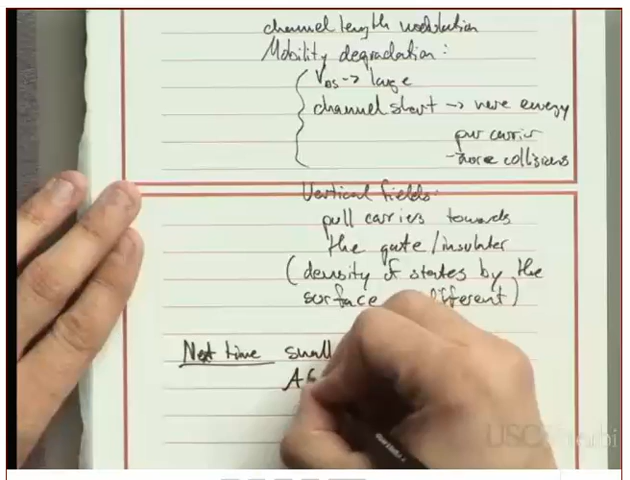 channel length modulation
Mobility degradation:
VDS -> large
channel short -> more energy
per carrier
-more collisions
Vertical fields:
pull carriers towards
the gate/insulator
(density of states by the
surface different)
Next time small
USC